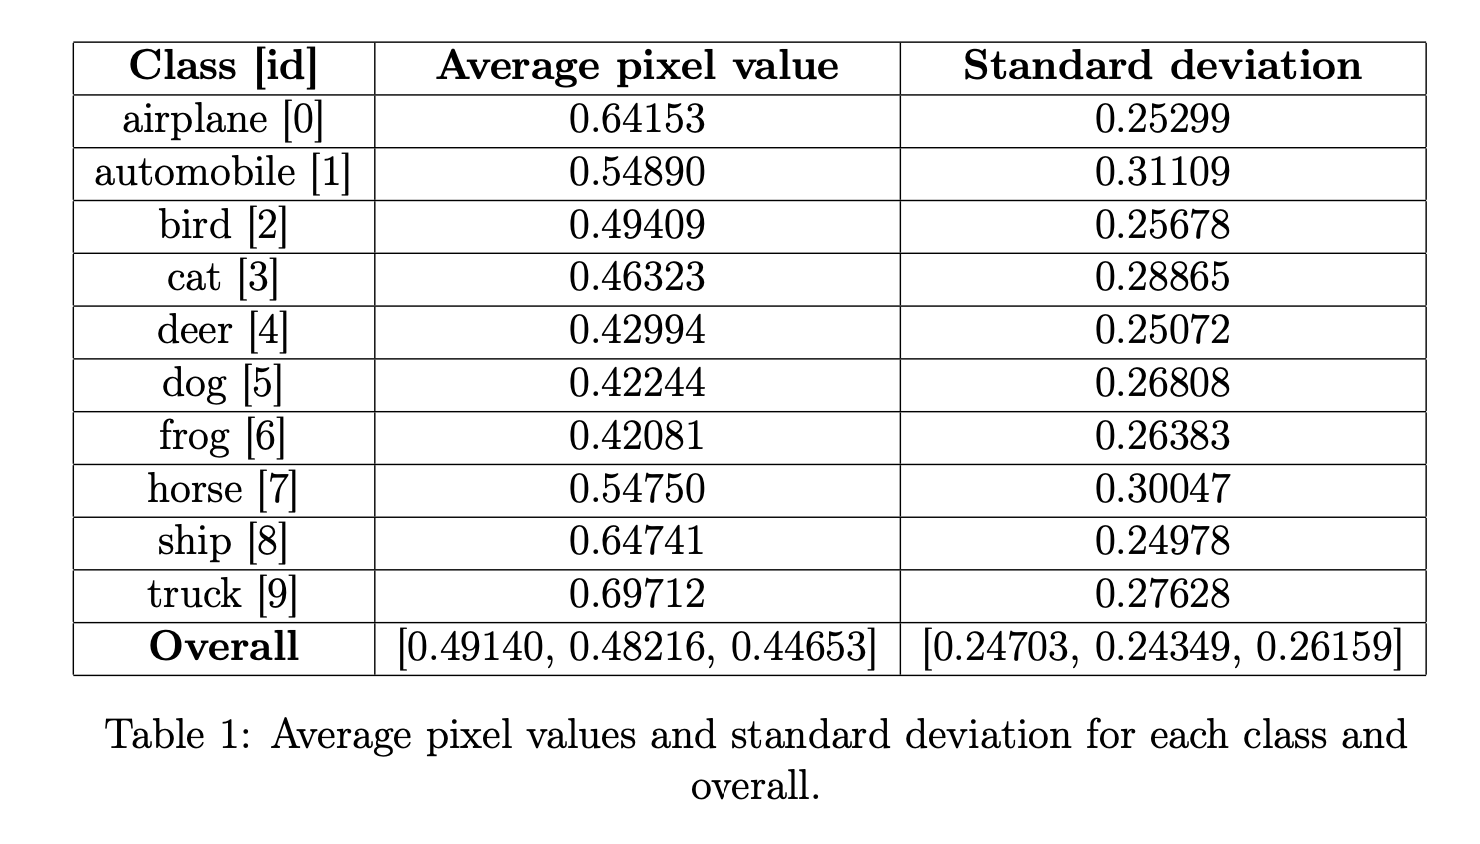 Class [id] Average pixel value Standard deviation
airplane [0] 0.64153 0.25299
automobile [1] 0.54890 0.31109
bird [2] 0.49409 0.25678
cat [3] 0.46323 0.28865
deer [4] 0.42994 0.25072
dog [5] 0.42244 0.26808
frog [6] 0.42081 0.26383
horse [7] 0.54750 0.30047
ship [8] 0.64741 0.24978
truck [9] 0.69712 0.27628
Overall [0.49140, 0.48216, 0.44653] [0.24703, 0.24349, 0.26159]
Table 1: Average pixel values and standard deviation for each class and
overall.